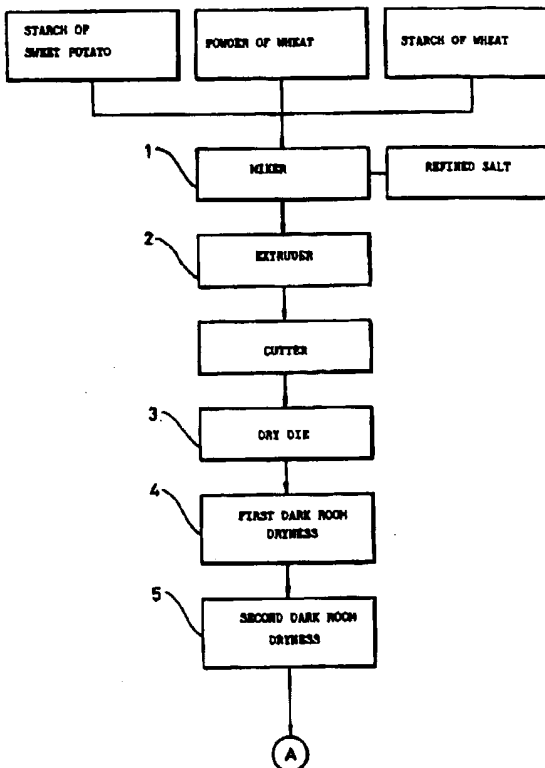 STARCH OF
SWEET POTATO
POWDER OF WHEAT
STARCH OF WHEAT
1
MIXER
REFINED SALT
2
EXTRUDER
CUTTER
3
DRY DIE
4
FIRST DARK ROOM
DRYNESS
5
SECOND DARK ROOM
DRYNESS
A